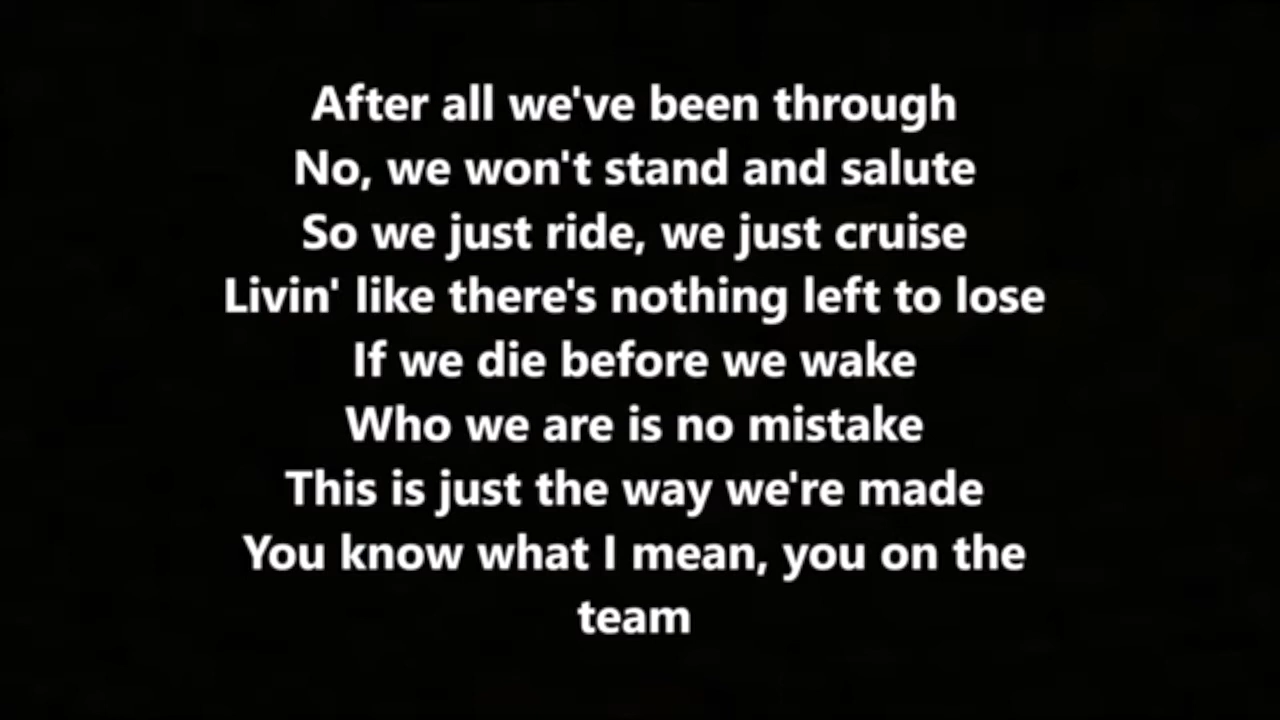 After all we've been through
No, we won't stand and salute
So we just ride, we just cruise
Livin' like there's nothing left to lose
If we die before we wake
Who we are is no mistake
This is just the way we're made
You know what I mean, you on the
team